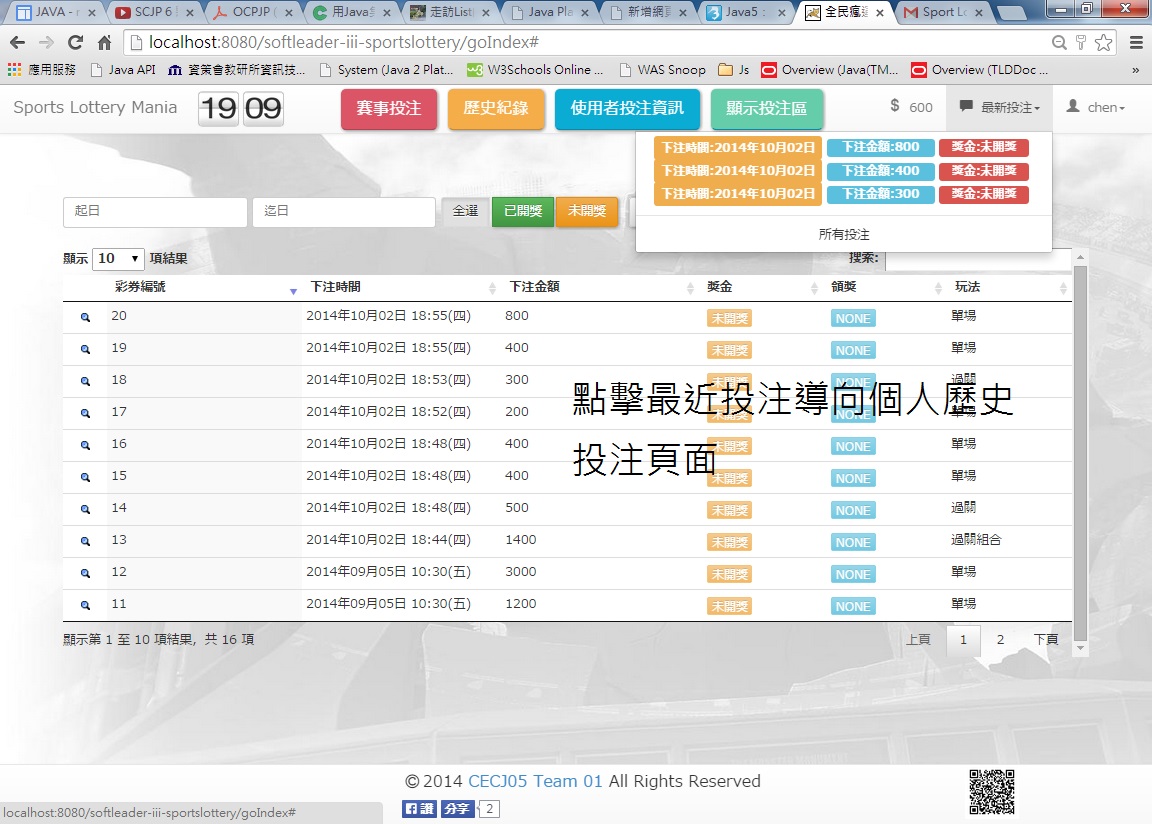 JAVA - n
SCJP 6
OCPJP (
用Java
走訪List
Java Pla
新增網頁
Java5 :
全民瘋運
Sport Lo
localhost:8080/softleader-iii-sportslottery/goIndex#
應用服務 Java API 資策會教研所資訊技... System (Java 2 Plat... W3Schools Online ... WAS Snoop Js Overview (Java(TM... Overview (TLDDoc ... »
Sports Lottery Mania 19 09 賽事投注 歷史紀錄 使用者投注資訊 顯示投注區 $ 600 最新投注 chen
下注時間:2014年10月02日 下注金額:800 獎金:未開獎
下注時間:2014年10月02日 下注金額:400 獎金:未開獎
下注時間:2014年10月02日 下注金額:300 獎金:未開獎
所有投注
起日 迄日 全選 已開獎 未開獎
顯示 10 項結果 搜索:
彩券編號 下注時間 下注金額 獎金 領獎 玩法
20 2014年10月02日 18:55(四) 800 未開獎 NONE 單場
19 2014年10月02日 18:55(四) 400 未開獎 NONE 單場
18 2014年10月02日 18:53(四) 300 未開獎 NONE 過關
點擊最近投注導向個人歷史
投注頁面
17 2014年10月02日 18:52(四) 200 未開獎 NONE 單場
16 2014年10月02日 18:48(四) 400 未開獎 NONE 單場
15 2014年10月02日 18:48(四) 400 未開獎 NONE 單場
14 2014年10月02日 18:48(四) 500 未開獎 NONE 過關
13 2014年10月02日 18:44(四) 1400 未開獎 NONE 過關組合
12 2014年09月05日 10:30(五) 3000 未開獎 NONE 單場
11 2014年09月05日 10:30(五) 1200 未開獎 NONE 單場
顯示第 1 至 10 項結果, 共 16 項 上頁 1 2 下頁
© 2014 CECJ05 Team 01 All Rights Reserved
讚 分享 2
localhost:8080/softleader-iii-sportslottery/goIndex#